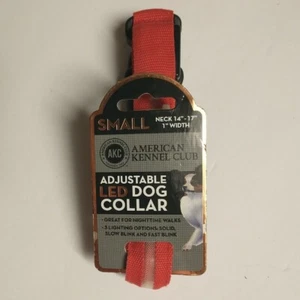 SMALL
NECK 14"-17"
1" WIDTH
AKC
AMERICAN
KENNEL CLUB
ADJUSTABLE
LED DOG
COLLAR
- GREAT FOR NIGHTTIME WALKS
- 3 LIGHTING OPTIONS: SOLID,
SLOW BLINK AND FAST BLINK